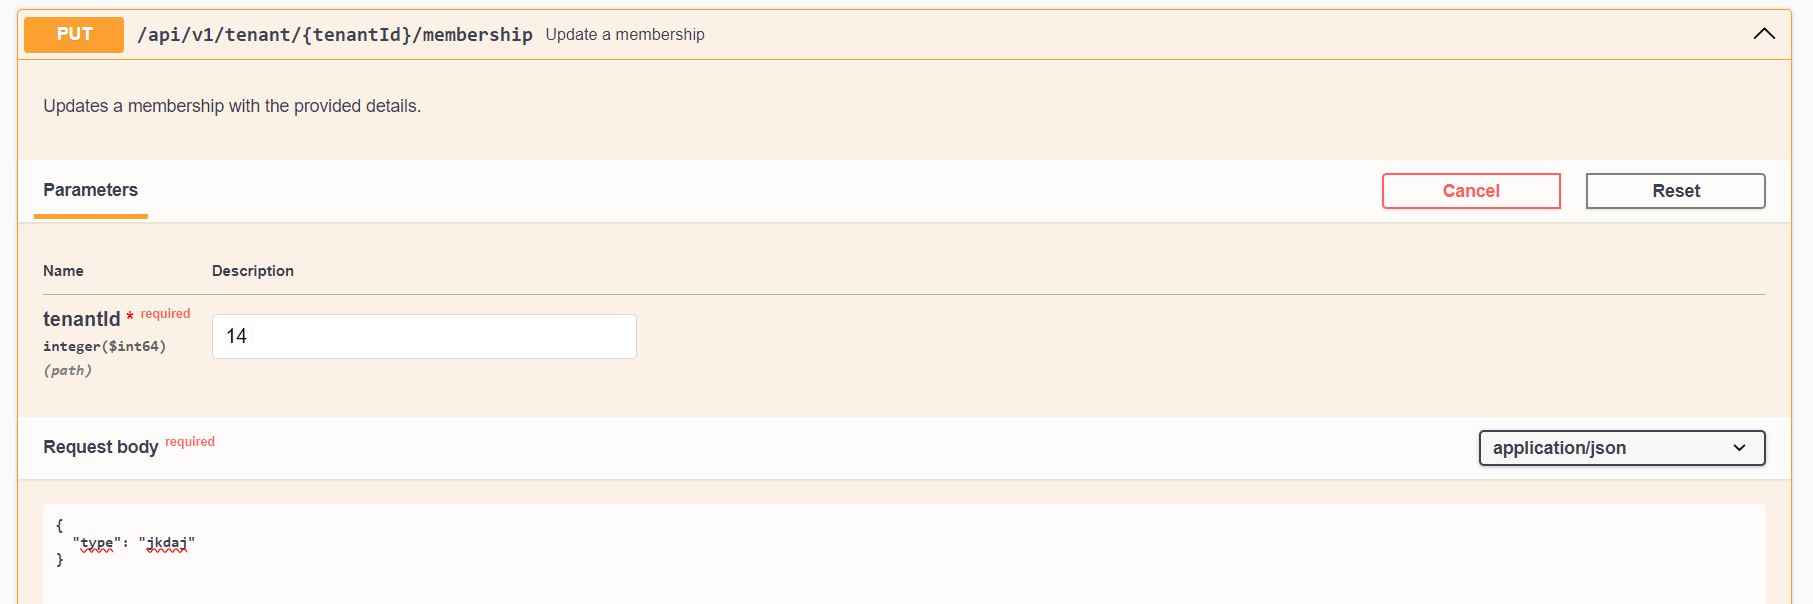 PUT /api/v1/tenant/{tenantId}/membership Update a membership
Updates a membership with the provided details.
Parameters Cancel Reset
Name Description
tenantId * required 14
integer($int64)
(path)
Request body required application/json
{
"type": "jkdaj"
}